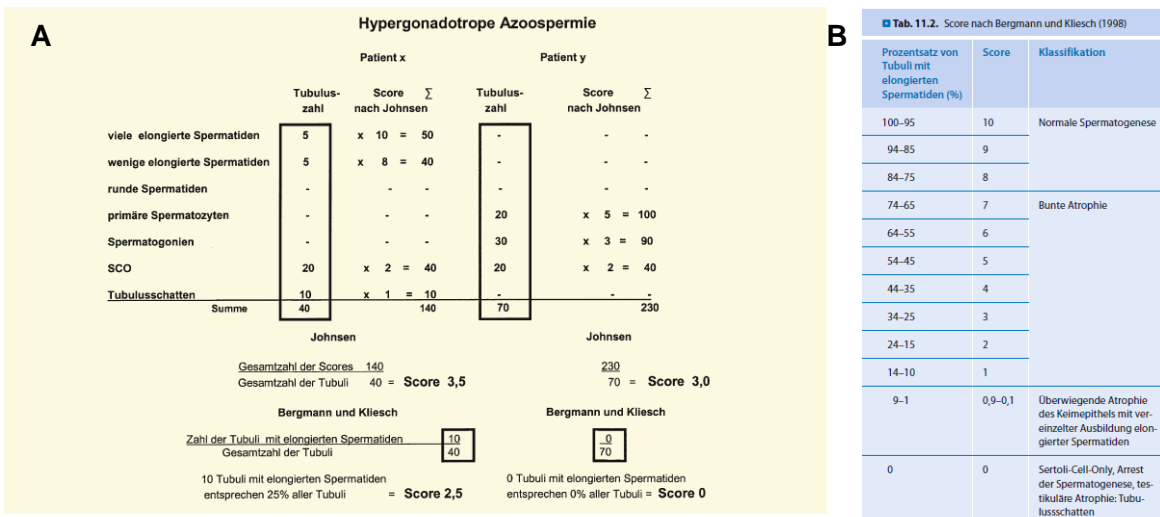 A
Hypergonadotrope Azoospermie
Patient x Patient y
Tubulus- Score ∑ Tubulus- Score ∑
zahl nach Johnsen zahl nach Johnsen
viele elongierte Spermatiden 5 x 10 = 50 - - -
wenige elongierte Spermatiden 5 x 8 = 40 - - -
runde Spermatiden - - - - - -
primäre Spermatozyten - - - 20 x 5 = 100
Spermatogonien - - - 30 x 3 = 90
SCO 20 x 2 = 40 20 x 2 = 40
Tubulusschatten 10 x 1 = 10 - - -
Summe 40 140 70 230
Johnsen Johnsen
Gesamtzahl der Scores 140 230
Gesamtzahl der Tubuli 40 = Score 3,5 70 = Score 3,0
Bergmann und Kliesch Bergmann und Kliesch
Zahl der Tubuli mit elongierten Spermatiden 10 0
Gesamtzahl der Tubuli 40 70
10 Tubuli mit elongierten Spermatiden 0 Tubuli mit elongierten Spermatiden
entsprechen 25% aller Tubuli = Score 2,5 entsprechen 0% aller Tubuli = Score 0
B
Tab. 11.2. Score nach Bergmann und Kliesch (1998)
Prozentsatz von Score Klassifikation
Tubuli mit
elongierten
Spermatiden (%)
100–95 10 Normale Spermatogenese
94–85 9
84–75 8
74–65 7 Bunte Atrophie
64–55 6
54–45 5
44–35 4
34–25 3
24–15 2
14–10 1
9–1 0,9–0,1 Überwiegende Atrophie
des Keimepithels mit ver-
einzelter Ausbildung elon-
gierter Spermatiden
0 0 Sertoli-Cell-Only, Arrest
der Spermatogenese, tes-
tikuläre Atrophie: Tubu-
lussschatten